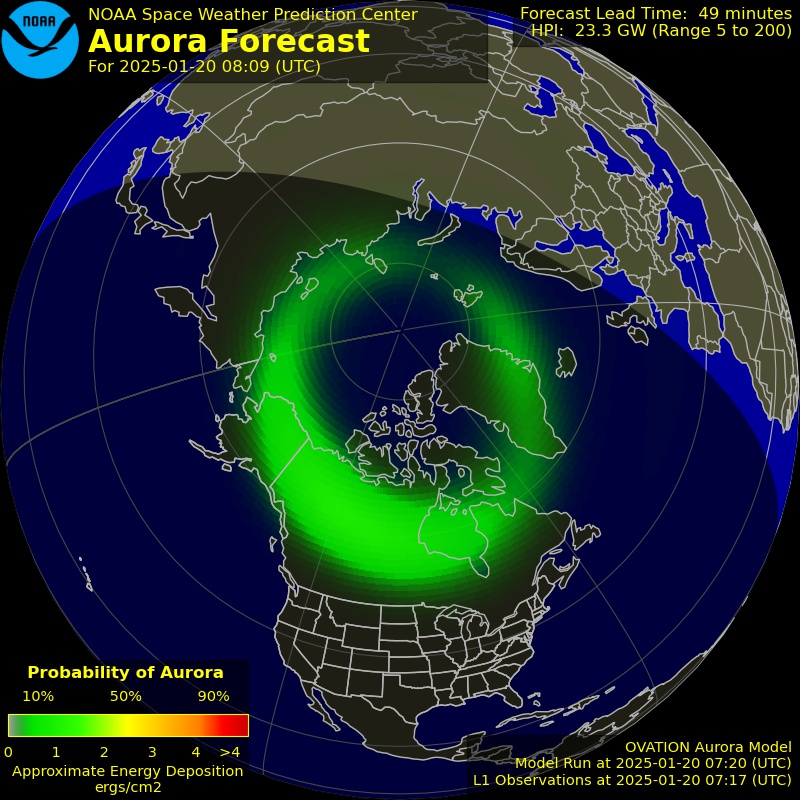 NOAA
NOAA Space Weather Prediction Center
Aurora Forecast
For 2025-01-20 08:09 (UTC)
Forecast Lead Time: 49 minutes
HPI: 23.3 GW (Range 5 to 200)
Probability of Aurora
10% 50% 90%
0 1 2 3 4 >4
Approximate Energy Deposition
ergs/cm2
OVATION Aurora Model
Model Run at 2025-01-20 07:20 (UTC)
L1 Observations at 2025-01-20 07:17 (UTC)